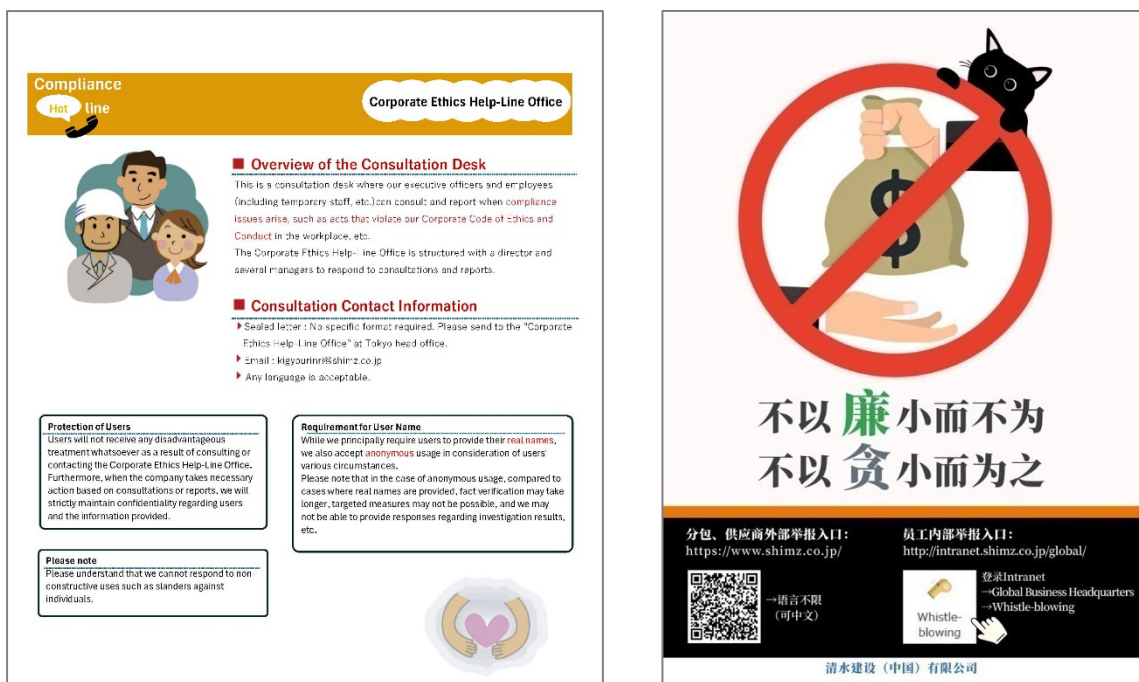 Compliance
Hot line
Corporate Ethics Help-Line Office
■ Overview of the Consultation Desk
This is a consultation desk where our executive officers and employees
(including temporary staff, etc.)can consult and report when compliance
issues arise, such as acts that violate our Corporate Code of Ethics and
Conduct in the workplace, etc.
The Corporate Ethics Help-Line Office is structured with a director and
several managers to respond to consultations and reports.
■ Consultation Contact Information
Sealed letter : No specific format required. Please send to the "Corporate
Ethics Help-Line Office" at Tokyo head office.
Email : kigyourinri@shimz.co.jp
Any language is acceptable.
Protection of Users
Users will not receive any disadvantageous
treatment whatsoever as a result of consulting or
contacting the Corporate Ethics Help-Line Office.
Furthermore, when the company takes necessary
action based on consultations or reports, we will
strictly maintain confidentiality regarding users
and the information provided.
Please note
Please understand that we cannot respond to non-
constructive uses such as slanders against
individuals.
Requirement for User Name
While we principally require users to provide their real names,
we also accept anonymous usage in consideration of users'
various circumstances.
Please note that in the case of anonymous usage, compared to
cases where real names are provided, fact verification may take
longer, targeted measures may not be possible, and we may
not be able to provide responses regarding investigation results,
etc.
$
不以廉小而不为
不以贪小而为之
分包、供应商外部举报入口：
https://www.shimz.co.jp/
→语言不限
（可中文）
员工内部举报入口：
http://intranet.shimz.co.jp/global/
Whistle-
blowing
登录Intranet
→Global Business Headquarters
→Whistle-blowing
清水建设（中国）有限公司